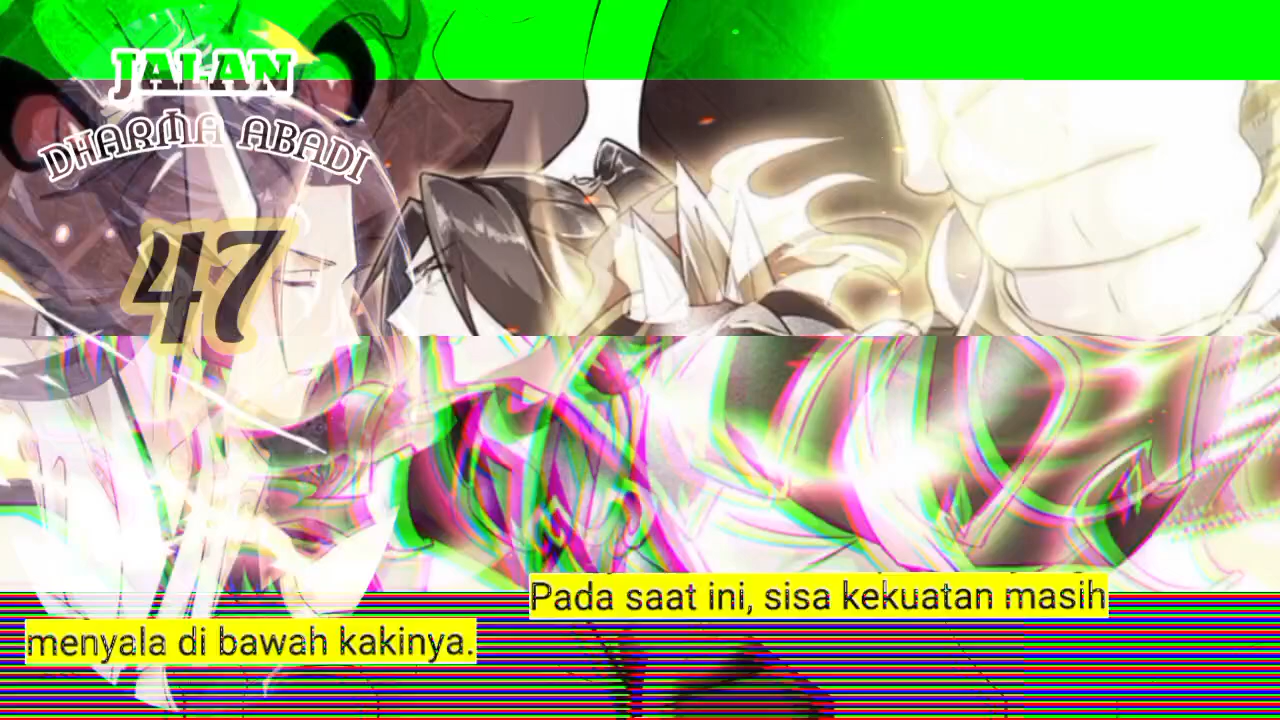 JALAN
DHARMA ABADI
47
Pada saat ini, sisa kekuatan masih
menyala di bawah kakinya.